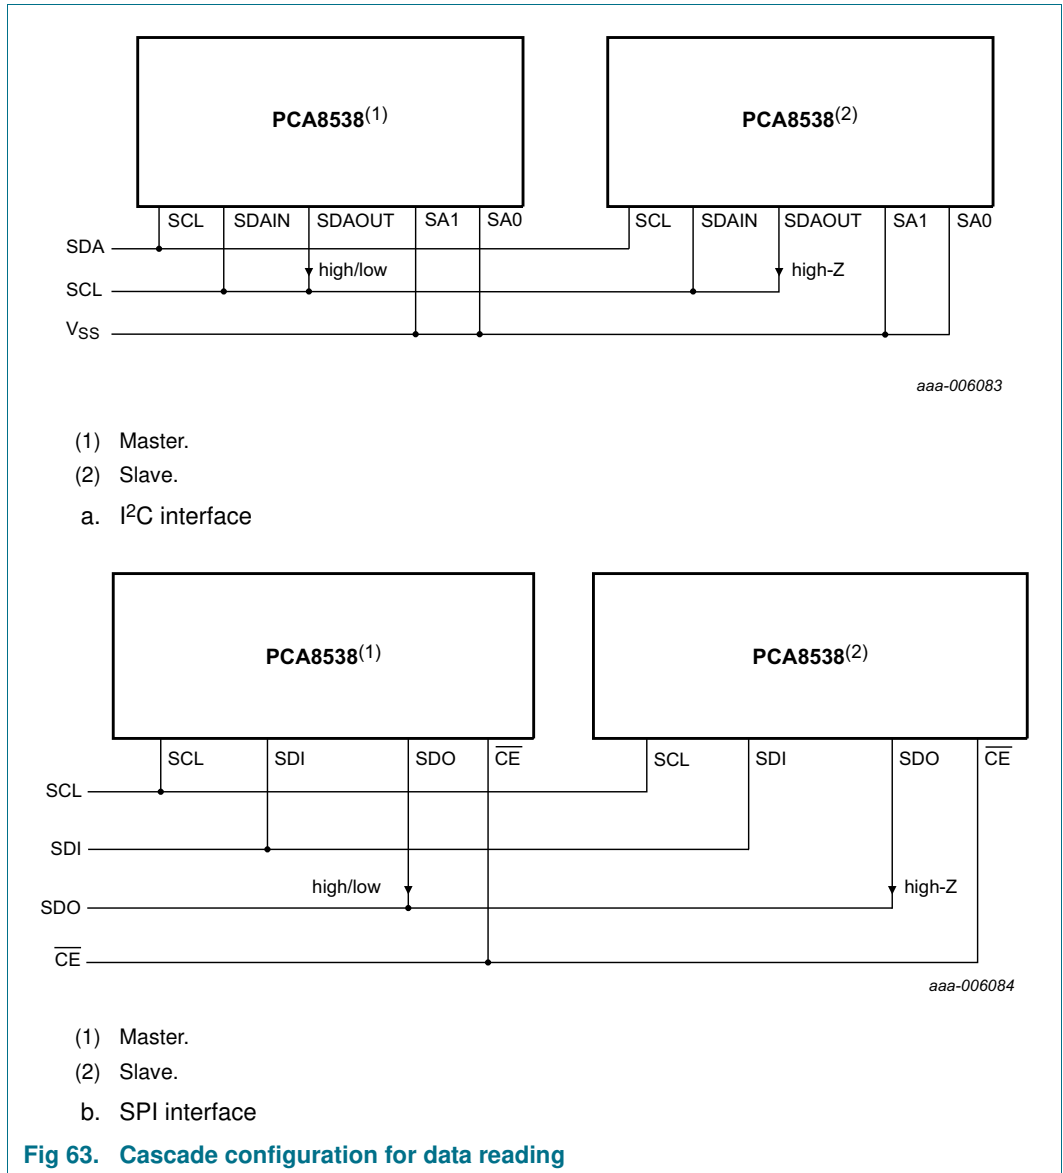 PCA8538(1) PCA8538(2)
SCL SDAIN SDAOUT SA1 SA0 SCL SDAIN SDAOUT SA1 SA0
SDA
high/low high-Z
SCL
VSS
aaa-006083
(1) Master.
(2) Slave.
a. I2C interface
PCA8538(1) PCA8538(2)
SCL SDI SDO CE SCL SDI SDO CE
SCL
SDI
high/low high-Z
SDO
CE
aaa-006084
(1) Master.
(2) Slave.
b. SPI interface
Fig 63. Cascade configuration for data reading